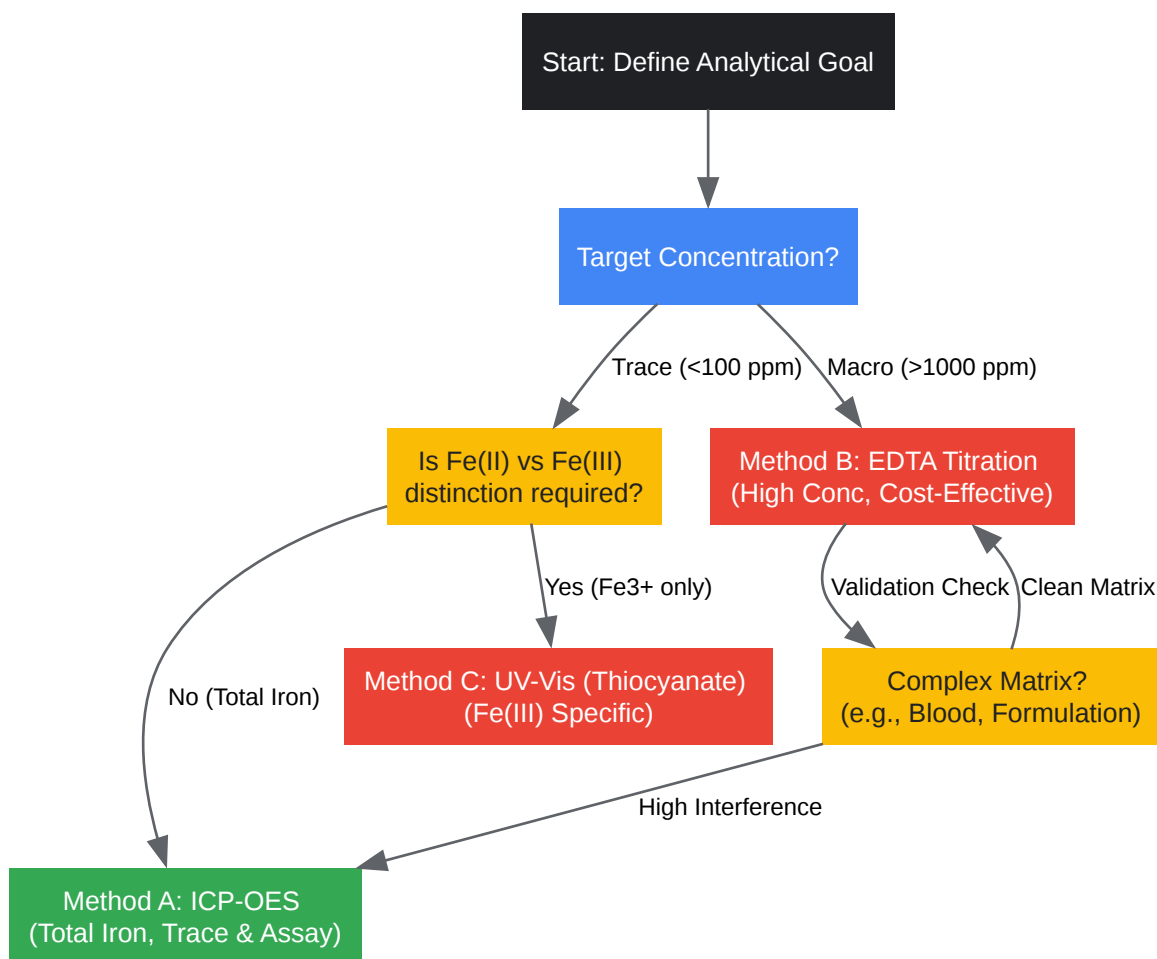 Start: Define Analytical Goal
Target Concentration?
Trace (<100 ppm)
Macro (>1000 ppm)
Is Fe(II) vs Fe(III)
distinction required?
Method B: EDTA Titration
(High Conc, Cost-Effective)
Yes (Fe3+ only)
Validation Check
Clean Matrix
No (Total Iron)
Method C: UV-Vis (Thiocyanate)
(Fe(III) Specific)
Complex Matrix?
(e.g., Blood, Formulation)
High Interference
Method A: ICP-OES
(Total Iron, Trace & Assay)